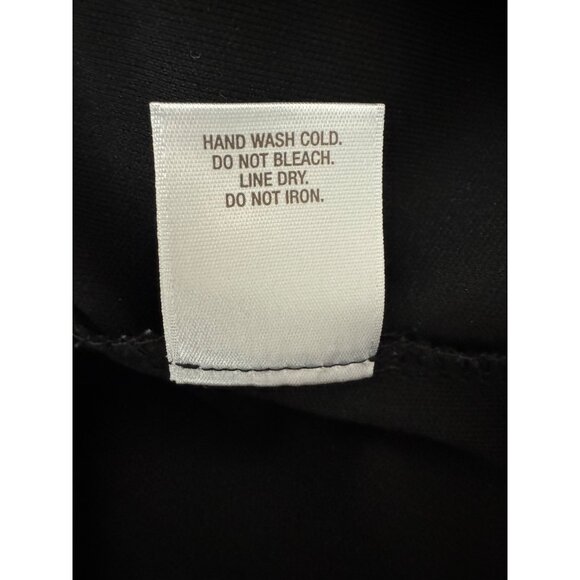 HAND WASH COLD.
DO NOT BLEACH.
LINE DRY.
DO NOT IRON.